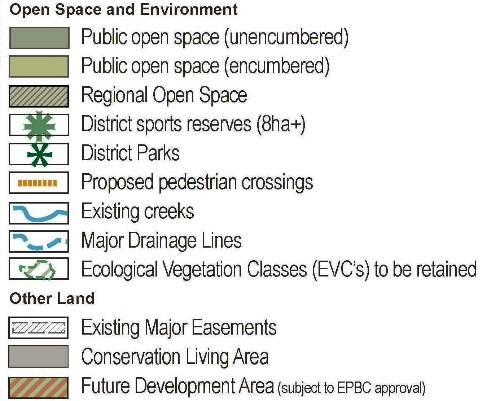 Open Space and Environment
Public open space (unencumbered)
Public open space (encumbered)
Regional Open Space
District sports reserves (8ha+)
District Parks
Proposed pedestrian crossings
Existing creeks
Major Drainage Lines
Ecological Vegetation Classes (EVC's) to be retained
Other Land
Existing Major Easements
Conservation Living Area
Future Development Area (subject to EPBC approval)